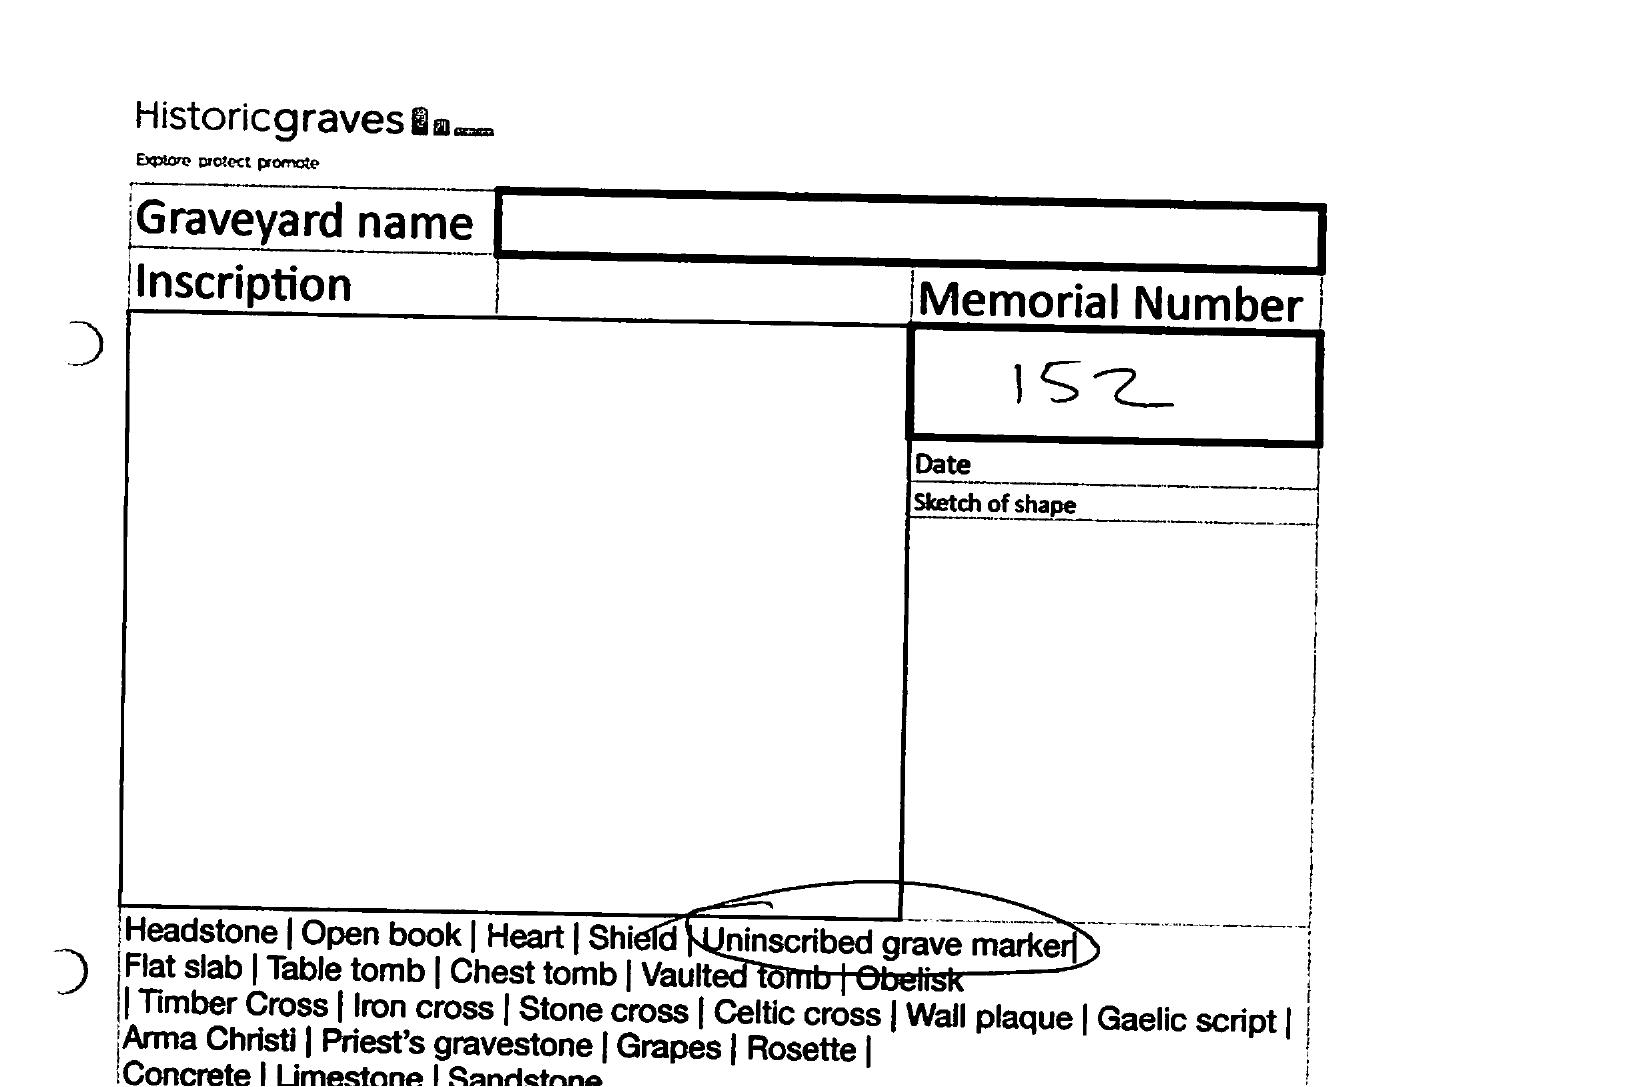 Historicgraves
Explore protect promote
Graveyard name
Inscription
Memorial Number
152
Date
Sketch of shape
Headstone | Open book | Heart | Shield | Uninscribed grave marker|
Flat slab | Table tomb | Chest tomb | Vaulted tomb | Obelisk
| Timber Cross | Iron cross | Stone cross | Celtic cross | Wall plaque | Gaelic script |
Arma Christi | Priest's gravestone | Grapes | Rosette |
Concrete | Limestone | Sandstone